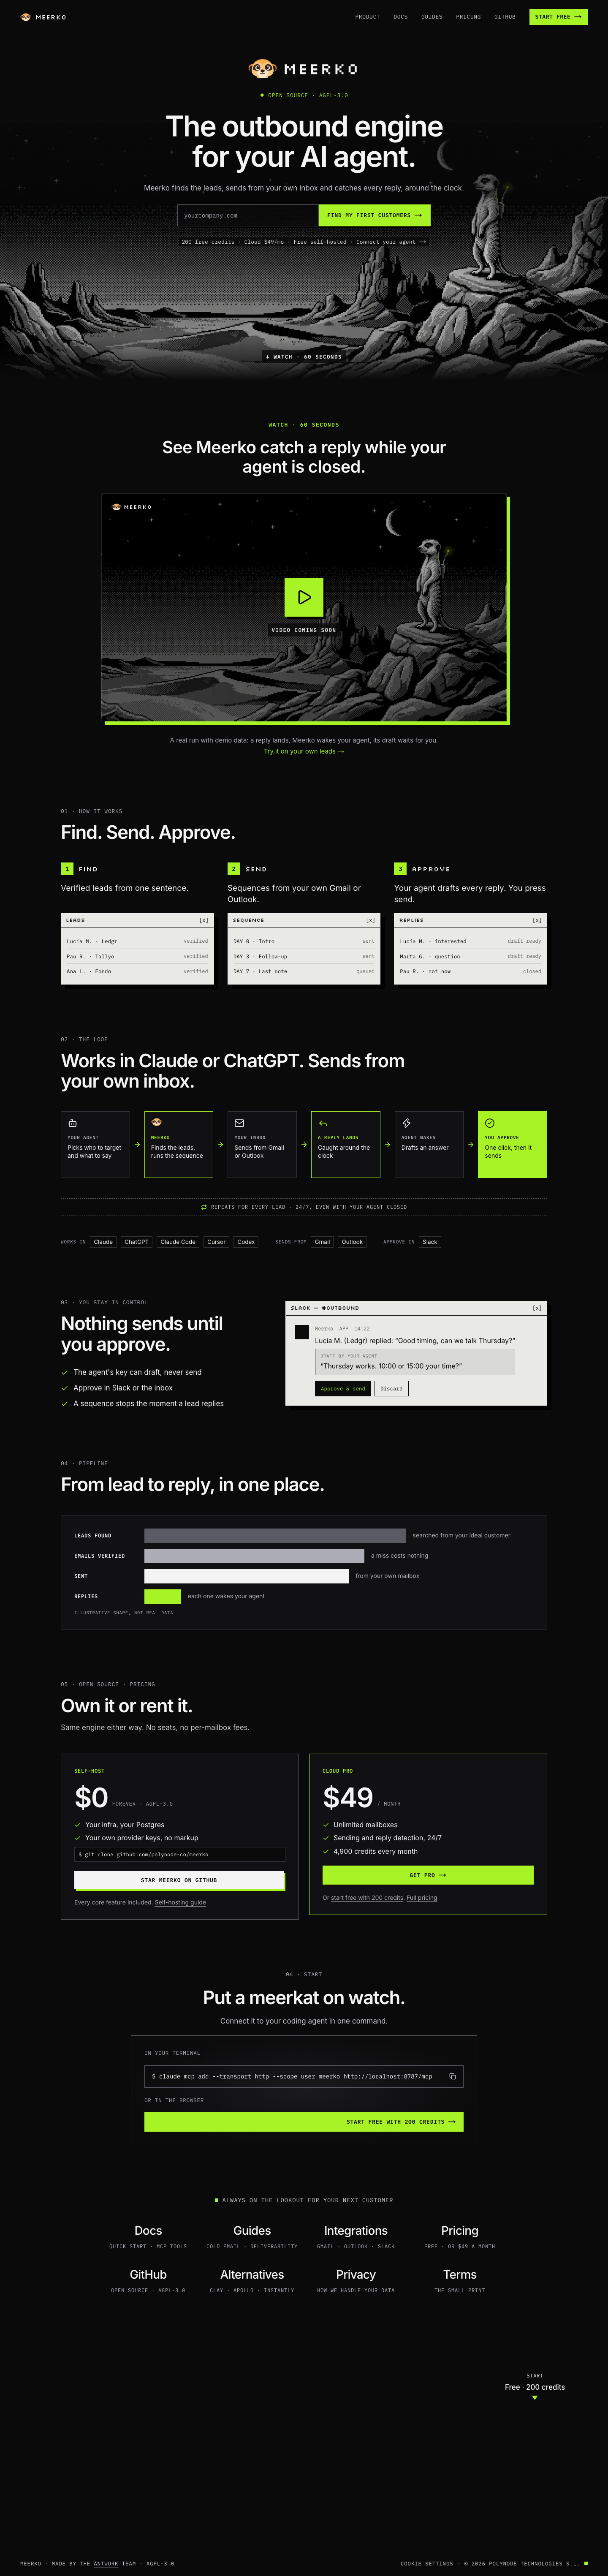 MEERKO
PRODUCT DOCS GUIDES PRICING GITHUB START FREE →
MEERKO
OPEN SOURCE · AGPL-3.0
The outbound engine
for your AI agent.
Meerko finds the leads, sends from your own inbox and catches every reply, around the clock.
yourcompany.com
FIND MY FIRST CUSTOMERS →
200 free credits · Cloud $49/mo · Free self-hosted · Connect your agent →
↓ WATCH · 60 SECONDS
WATCH · 60 SECONDS
See Meerko catch a reply while your
agent is closed.
MEERKO
VIDEO COMING SOON
A real run with demo data: a reply lands, Meerko wakes your agent, its draft waits for you.
Try it on your own leads →
01 · HOW IT WORKS
Find. Send. Approve.
1 FIND
Verified leads from one sentence.
LEADS [x]
Lucía M. · Ledgr verified
Pau R. · Tallyo verified
Ana L. · Fondo verified
2 SEND
Sequences from your own Gmail or
Outlook.
SEQUENCE [x]
DAY 0 · Intro sent
DAY 3 · Follow-up sent
DAY 7 · Last note queued
3 APPROVE
Your agent drafts every reply. You press
send.
REPLIES [x]
Lucía M. · interested draft ready
Marta G. · question draft ready
Pau R. · not now closed
02 · THE LOOP
Works in Claude or ChatGPT. Sends from
your own inbox.
YOUR AGENT
Picks who to target
and what to say
MEERKO
Finds the leads,
runs the sequence
YOUR INBOX
Sends from Gmail
or Outlook
A REPLY LANDS
Caught around the
clock
AGENT WAKES
Drafts an answer
YOU APPROVE
One click, then it
sends
REPEATS FOR EVERY LEAD · 24/7, EVEN WITH YOUR AGENT CLOSED
WORKS IN Claude ChatGPT Claude Code Cursor Codex SENDS FROM Gmail Outlook APPROVE IN Slack
03 · YOU STAY IN CONTROL
Nothing sends until
you approve.
The agent's key can draft, never send
Approve in Slack or the inbox
A sequence stops the moment a lead replies
SLACK — #OUTBOUND [x]
Meerko APP 14:22
Lucía M. (Ledgr) replied: “Good timing, can we talk Thursday?”
DRAFT BY YOUR AGENT
“Thursday works. 10:00 or 15:00 your time?”
Approve & send Discard
04 · PIPELINE
From lead to reply, in one place.
LEADS FOUND searched from your ideal customer
EMAILS VERIFIED a miss costs nothing
SENT from your own mailbox
REPLIES each one wakes your agent
ILLUSTRATIVE SHAPE, NOT REAL DATA
05 · OPEN SOURCE · PRICING
Own it or rent it.
Same engine either way. No seats, no per-mailbox fees.
SELF-HOST
$0 FOREVER · AGPL-3.0
Your infra, your Postgres
Your own provider keys, no markup
$ git clone github.com/polynode-co/meerko
STAR MEERKO ON GITHUB
Every core feature included. Self-hosting guide
CLOUD PRO
$49 / MONTH
Unlimited mailboxes
Sending and reply detection, 24/7
4,900 credits every month
GET PRO →
Or start free with 200 credits. Full pricing
06 · START
Put a meerkat on watch.
Connect it to your coding agent in one command.
IN YOUR TERMINAL
$ claude mcp add --transport http --scope user meerko http://localhost:8787/mcp
OR IN THE BROWSER
START FREE WITH 200 CREDITS →
ALWAYS ON THE LOOKOUT FOR YOUR NEXT CUSTOMER
Docs Guides Integrations Pricing
QUICK START · MCP TOOLS COLD EMAIL · DELIVERABILITY GMAIL · OUTLOOK · SLACK FREE · OR $49 A MONTH
GitHub Alternatives Privacy Terms
OPEN SOURCE · AGPL-3.0 CLAY · APOLLO · INSTANTLY HOW WE HANDLE YOUR DATA THE SMALL PRINT
START
Free · 200 credits
MEERKO · MADE BY THE ANTWORK TEAM · AGPL-3.0
COOKIE SETTINGS · © 2026 POLYNODE TECHNOLOGIES S.L.